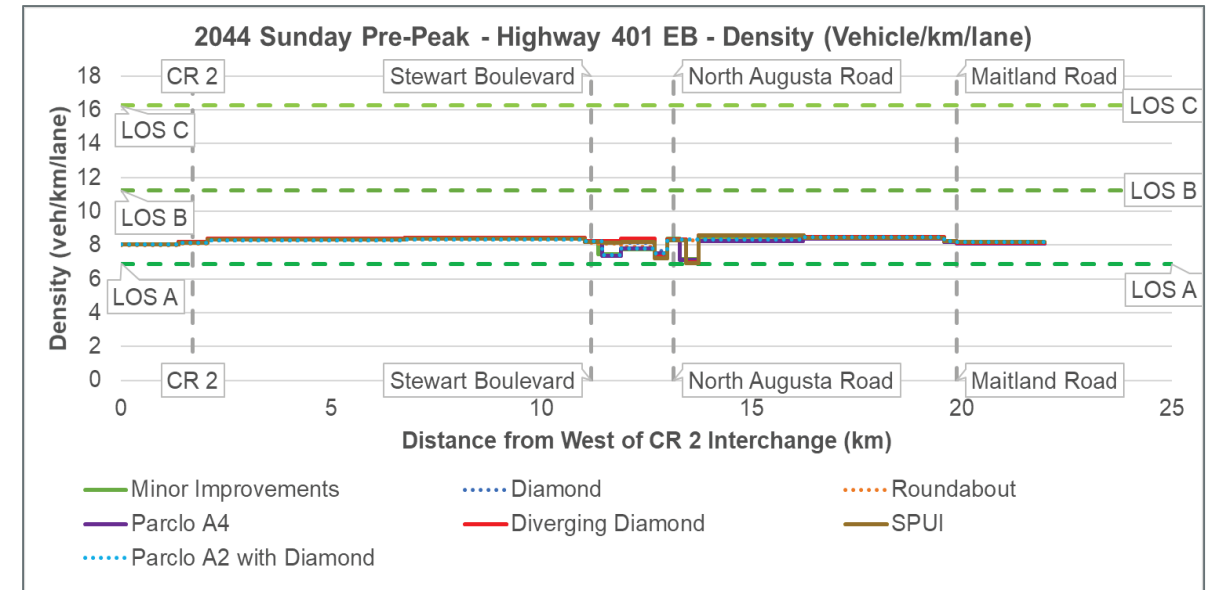 2044 Sunday Pre-Peak - Highway 401 EB - Density (Vehicle/km/lane)
Density (veh/km/lane)
18
16
14
12
10
8
6
4
2
0
CR 2
Stewart Boulevard
North Augusta Road
Maitland Road
LOS C
LOS C
LOS B
LOS B
LOS A
LOS A
CR 2
Stewart Boulevard
North Augusta Road
Maitland Road
0 5 10 15 20 25
Distance from West of CR 2 Interchange (km)
Minor Improvements Diamond Roundabout
Parclo A4 Diverging Diamond SPUI
Parclo A2 with Diamond